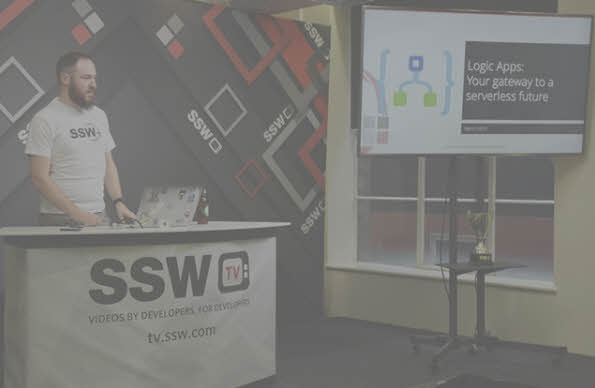 SSW
Logic Apps:
Your gateway to a
serverless future
SSW
SSW
SSW
SSW
SSW TV
VIDEOS BY DEVELOPERS, FOR DEVELOPERS
tv.ssw.com